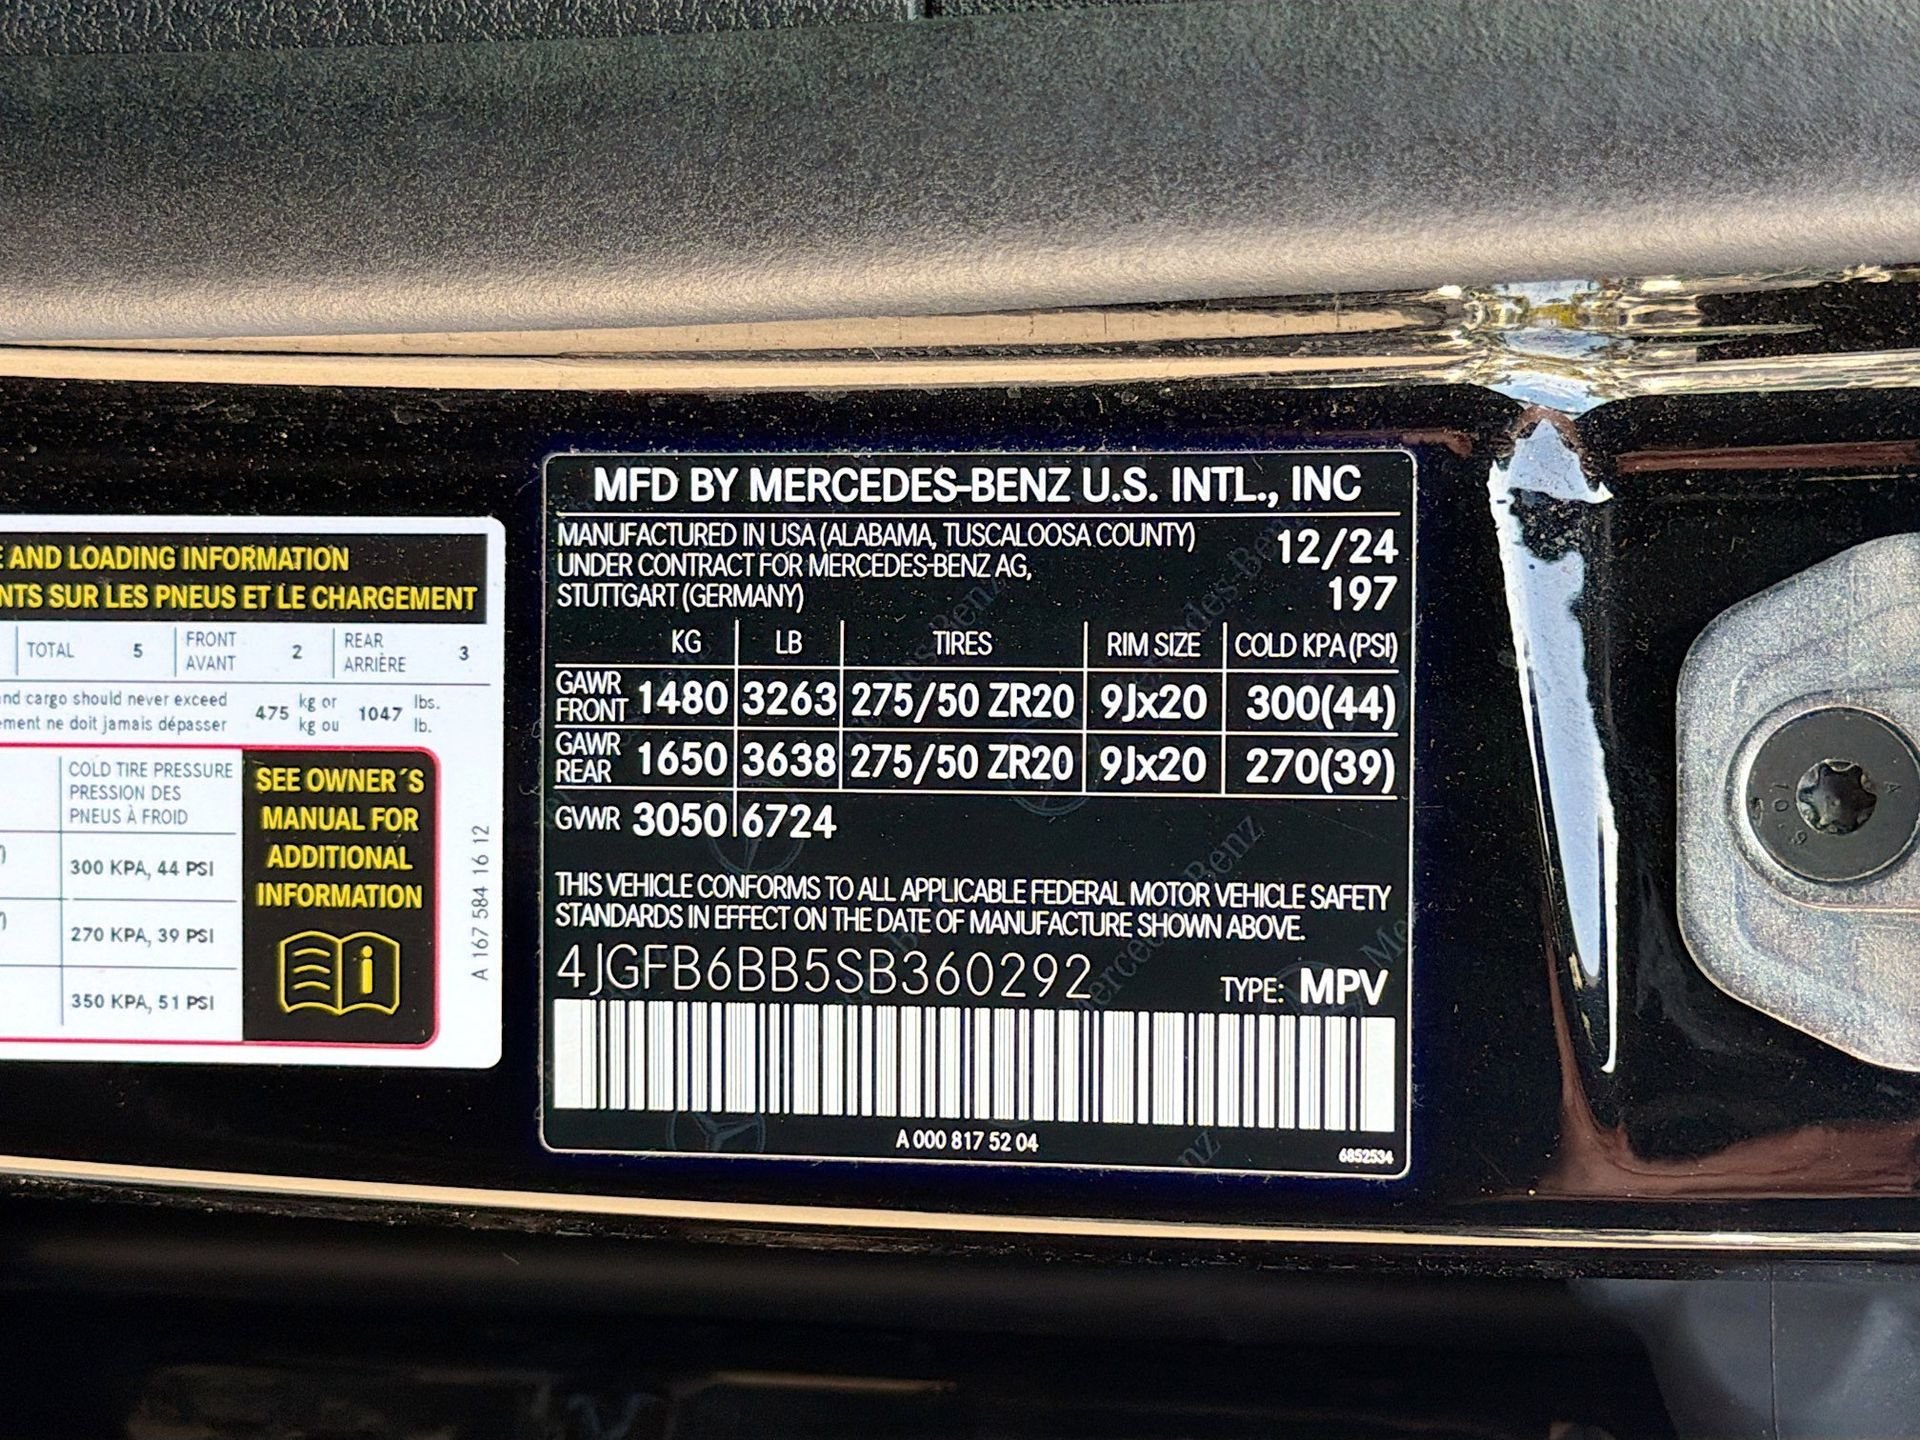 E AND LOADING INFORMATION
NTS SUR LES PNEUS ET LE CHARGEMENT
TOTAL 5 FRONT AVANT 2 REAR ARRIÈRE 3
nd cargo should never exceed
ement ne doit jamais dépasser
475 kg or 1047 lbs.
kg ou lb.
COLD TIRE PRESSURE
PRESSION DES
PNEUS À FROID
300 KPA, 44 PSI
270 KPA, 39 PSI
350 KPA, 51 PSI
SEE OWNER´S
MANUAL FOR
ADDITIONAL
INFORMATION
i
A 167 584 16 12
MFD BY MERCEDES-BENZ U.S. INTL., INC
MANUFACTURED IN USA (ALABAMA, TUSCALOOSA COUNTY) 12/24
UNDER CONTRACT FOR MERCEDES-BENZ AG,
STUTTGART (GERMANY) 197
KG LB TIRES RIM SIZE COLD KPA (PSI)
GAWR FRONT 1480 3263 275/50 ZR20 9Jx20 300(44)
GAWR REAR 1650 3638 275/50 ZR20 9Jx20 270(39)
GVWR 3050 6724
THIS VEHICLE CONFORMS TO ALL APPLICABLE FEDERAL MOTOR VEHICLE SAFETY
STANDARDS IN EFFECT ON THE DATE OF MANUFACTURE SHOWN ABOVE.
4JGFB6BB5SB360292
TYPE: MPV
A 000 817 52 04
6852534